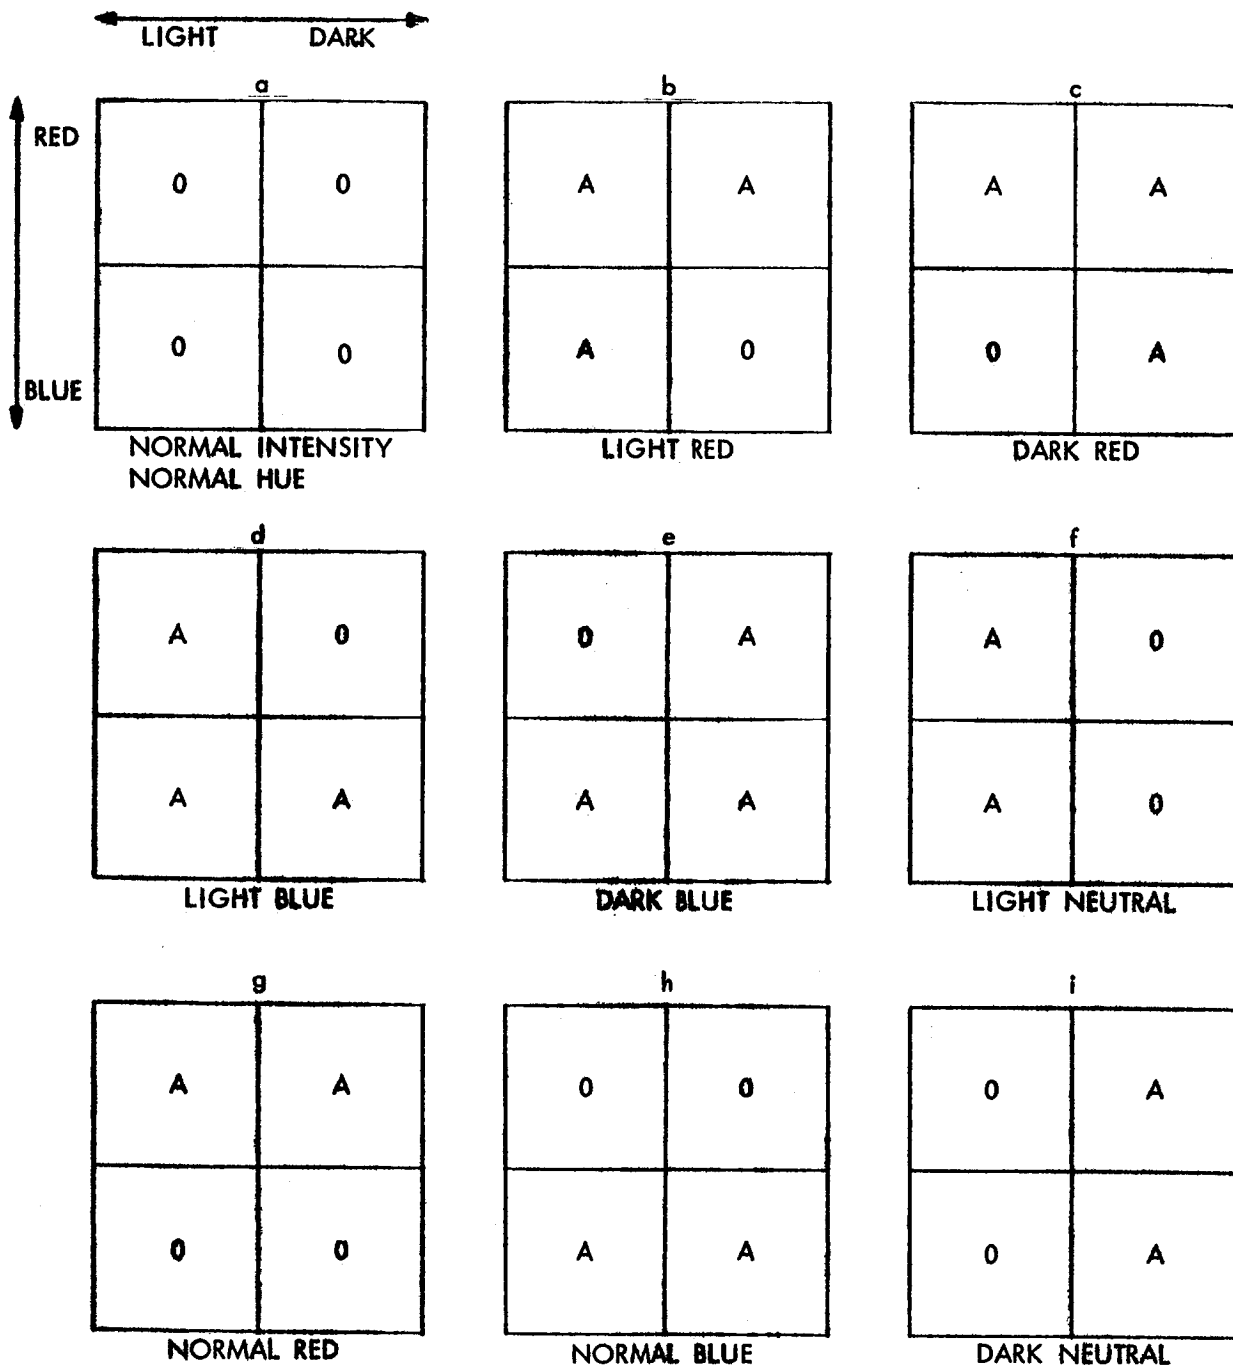 LIGHT DARK
a b c
RED
0 0 A A A A
0 0 A 0 0 A
BLUE
NORMAL INTENSITY LIGHT RED DARK RED
NORMAL HUE
d e f
A 0 0 A A 0
A A A A A 0
LIGHT BLUE DARK BLUE LIGHT NEUTRAL
g h i
A A 0 0 0 A
0 0 A A 0 A
NORMAL RED NORMAL BLUE DARK NEUTRAL